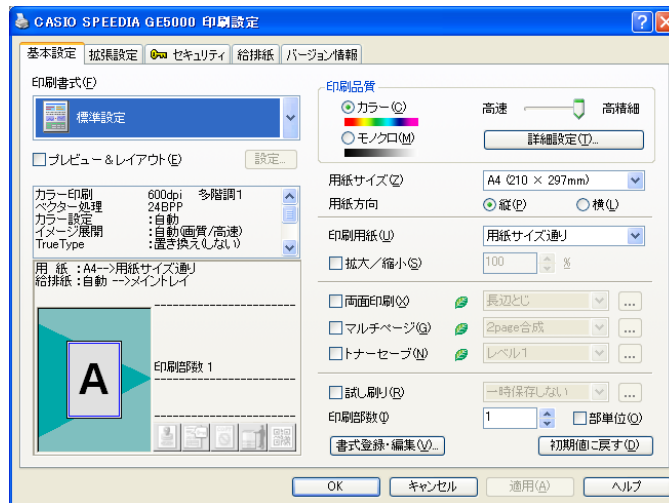 CASIO SPEEDIA GE5000 印刷設定
基本設定 拡張設定 セキュリティ 給排紙 バージョン情報
印刷書式(F)
標準設定
プレビュー＆レイアウト(E) 設定...
カラー印刷 600dpi 多階調1
ベクター処理 24BPP
カラー設定 :自動
イメージ展開 :自動(画質/高速)
TrueType :置き換え(しない)
用 紙 :A4-->用紙サイズ通り
給排紙 :自動 -->メイントレイ
A
印刷部数 1
印刷品質
カラー(C) 高速 高精細
モノクロ(M) 詳細設定(T)...
用紙サイズ(Z) A4 (210 × 297mm)
用紙方向 縦(P) 横(L)
印刷用紙(U) 用紙サイズ通り
拡大／縮小(S) 100 %
両面印刷(X) 長辺とじ ...
マルチページ(G) 2page合成 ...
トナーセーブ(N) レベル1 ...
試し刷り(R) 一時保存しない ...
印刷部数(I) 1 部単位(O)
書式登録・編集(V)... 初期値に戻す(D)
OK キャンセル 適用(A) ヘルプ